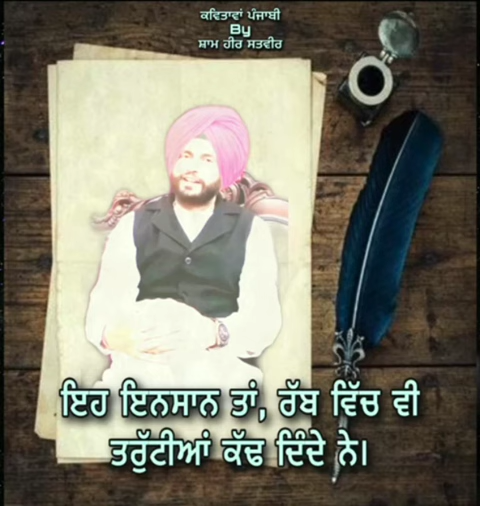 ਕਵਿਤਾਵਾਂ ਪੰਜਾਬੀ
By
ਸ਼ਾਮ ਹੀਰ ਸਤਵੀਰ
ਇਹ ਇਨਸਾਨ ਤਾਂ, ਰੱਬ ਵਿੱਚ ਵੀ
ਤਰੁੱਟੀਆਂ ਕੱਢ ਦਿੰਦੇ ਨੇ।